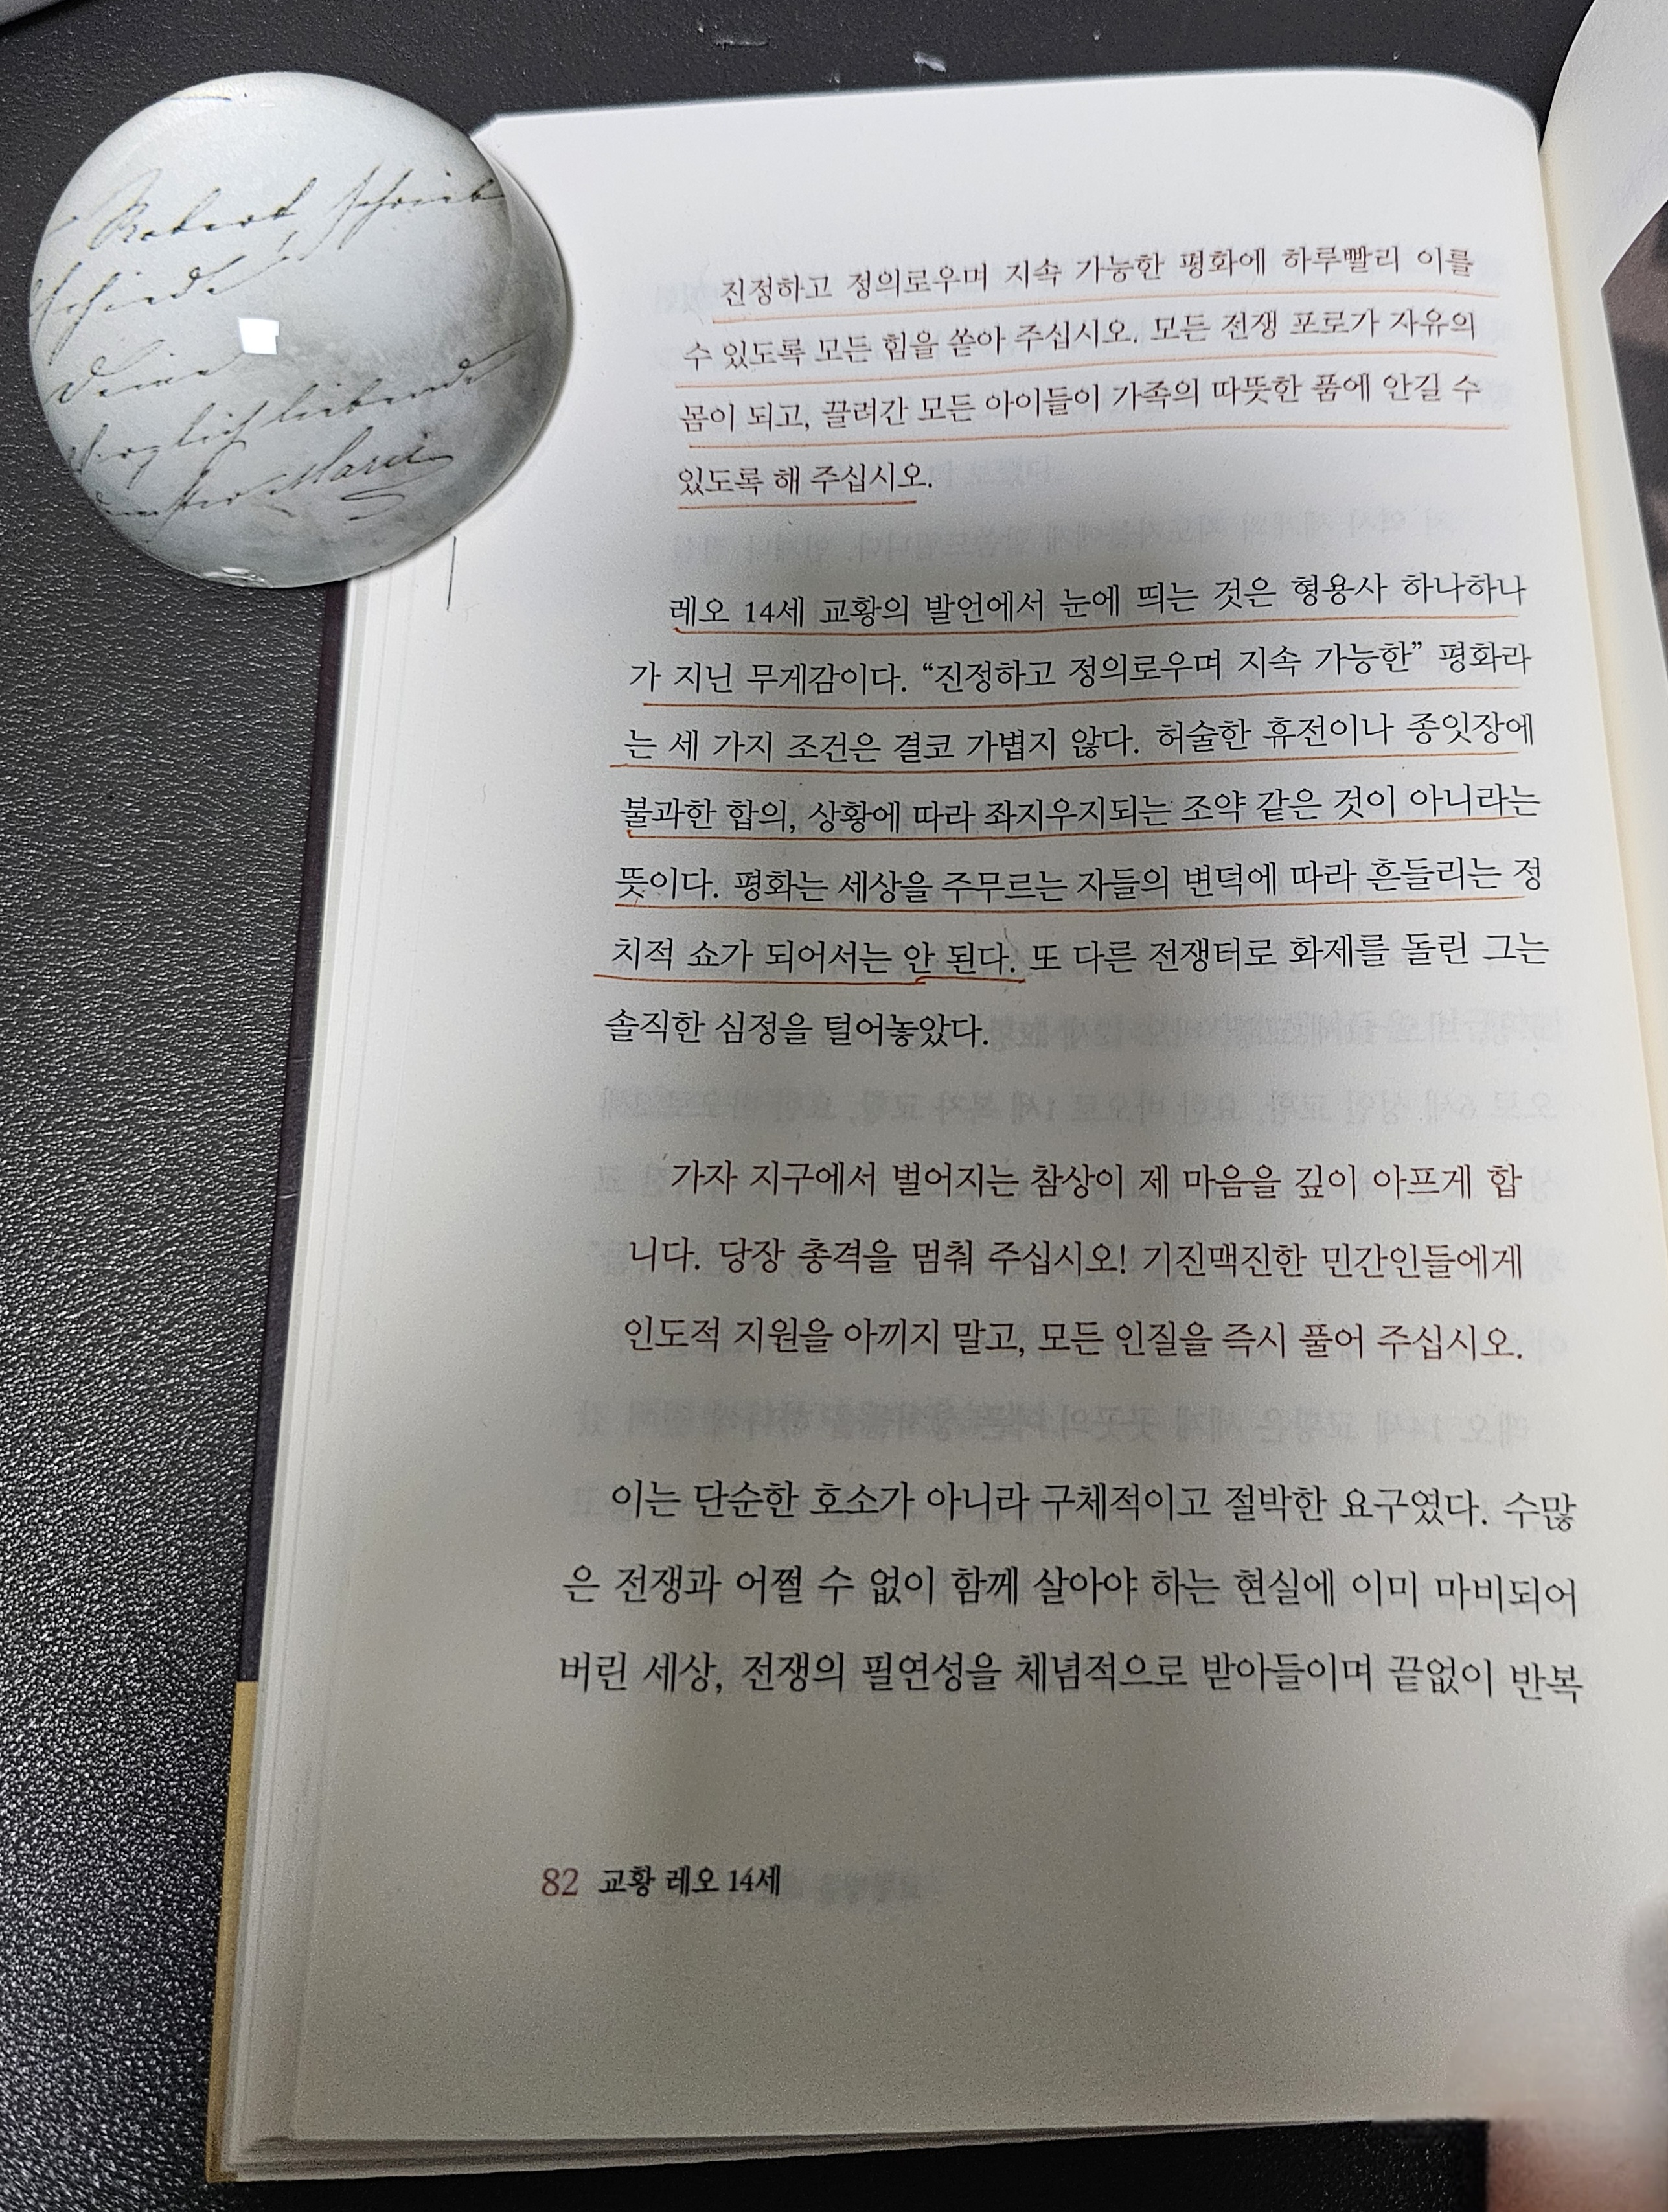 Robert schrieb
herzlich liebende
Marie
진정하고 정의로우며 지속 가능한 평화에 하루빨리 이를
수 있도록 모든 힘을 쏟아 주십시오. 모든 전쟁 포로가 자유의
몸이 되고, 끌려간 모든 아이들이 가족의 따뜻한 품에 안길 수
있도록 해 주십시오.
레오 14세 교황의 발언에서 눈에 띄는 것은 형용사 하나하나
가 지닌 무게감이다. “진정하고 정의로우며 지속 가능한” 평화라
는 세 가지 조건은 결코 가볍지 않다. 허술한 휴전이나 종잇장에
불과한 합의, 상황에 따라 좌지우지되는 조약 같은 것이 아니라는
뜻이다. 평화는 세상을 주무르는 자들의 변덕에 따라 흔들리는 정
치적 쇼가 되어서는 안 된다. 또 다른 전쟁터로 화제를 돌린 그는
솔직한 심정을 털어놓았다.
가자 지구에서 벌어지는 참상이 제 마음을 깊이 아프게 합
니다. 당장 총격을 멈춰 주십시오! 기진맥진한 민간인들에게
인도적 지원을 아끼지 말고, 모든 인질을 즉시 풀어 주십시오.
이는 단순한 호소가 아니라 구체적이고 절박한 요구였다. 수많
은 전쟁과 어쩔 수 없이 함께 살아야 하는 현실에 이미 마비되어
버린 세상, 전쟁의 필연성을 체념적으로 받아들이며 끝없이 반복
82 교황 레오 14세